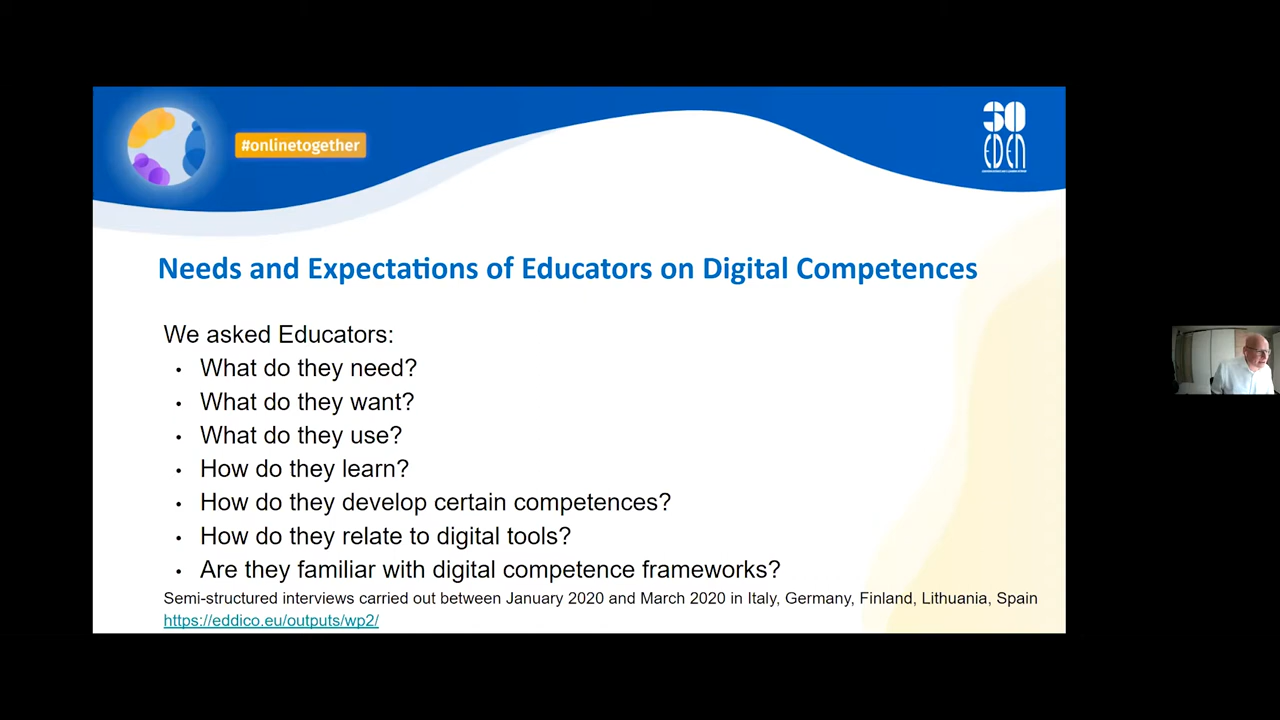 #onlinetogether
30
EDEN
Needs and Expectations of Educators on Digital Competences
We asked Educators:
• What do they need?
• What do they want?
• What do they use?
• How do they learn?
• How do they develop certain competences?
• How do they relate to digital tools?
• Are they familiar with digital competence frameworks?
Semi-structured interviews carried out between January 2020 and March 2020 in Italy, Germany, Finland, Lithuania, Spain
https://eddico.eu/outputs/wp2/